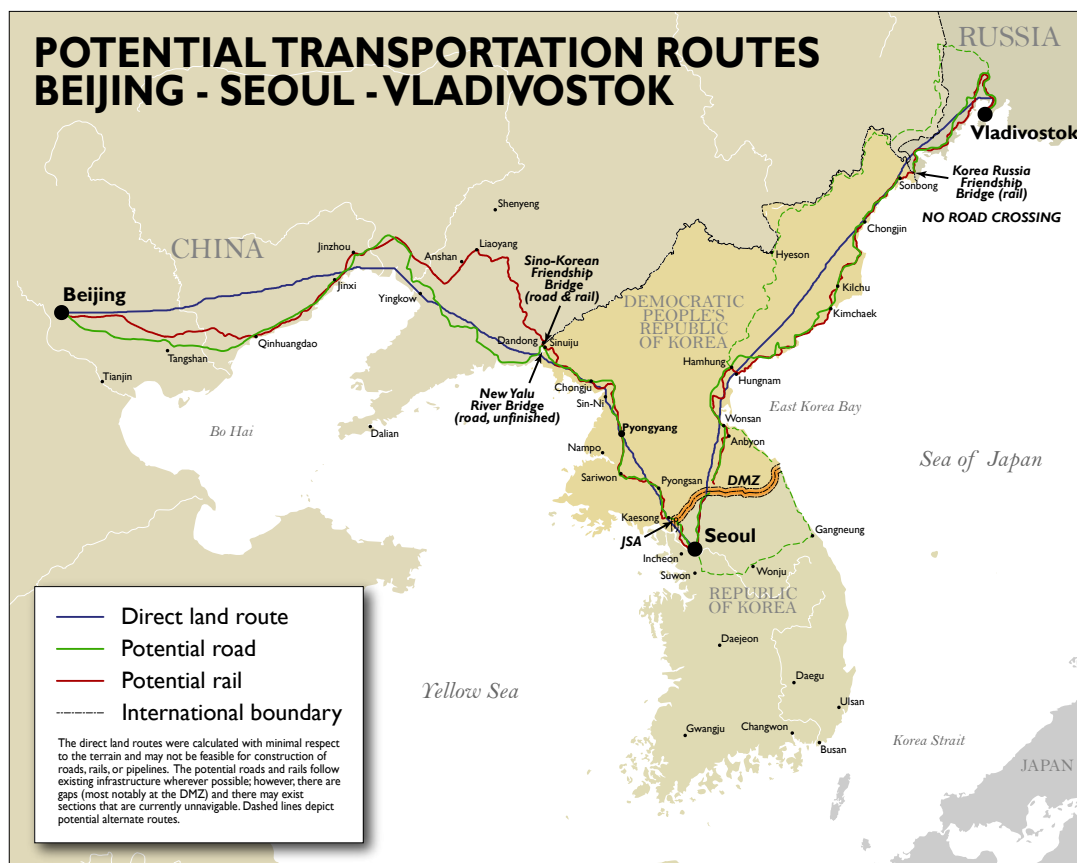 POTENTIAL TRANSPORTATION ROUTES
BEIJING - SEOUL - VLADIVOSTOK
RUSSIA
Vladivostok
Korea Russia
Friendship
Bridge (rail)
NO ROAD CROSSING
Sonbong
Chongjin
Shenyeng
CHINA
Jinzhou
Liaoyang
Anshan
Sino-Korean
Friendship
Bridge
(road & rail)
Hyeson
Beijing
Jinxi
Yingkow
Kilchu
DEMOCRATIC
PEOPLE'S
REPUBLIC
OF KOREA
Kimchaek
Qinhuangdao
Tangshan
Dandong
Sinuiju
Tianjin
Hamhung
Hungnam
Chongju
Sin-Ni
New Yalu
River Bridge
(road, unfinished)
East Korea Bay
Bo Hai
Dalian
Wonsan
Pyongyang
Anbyon
Nampo
Sea of Japan
Sariwon
Pyongsan
DMZ
Kaesong
JSA
Seoul
Gangneung
Incheon
Suwon
Wonju
REPUBLIC
OF KOREA
Daejeon
Daegu
Yellow Sea
Ulsan
Gwangju
Changwon
Busan
Korea Strait
JAPAN
Direct land route
Potential road
Potential rail
International boundary
The direct land routes were calculated with minimal respect
to the terrain and may not be feasible for construction of
roads, rails, or pipelines. The potential roads and rails follow
existing infrastructure wherever possible; however, there are
gaps (most notably at the DMZ) and there may exist
sections that are currently unnavigable. Dashed lines depict
potential alternate routes.